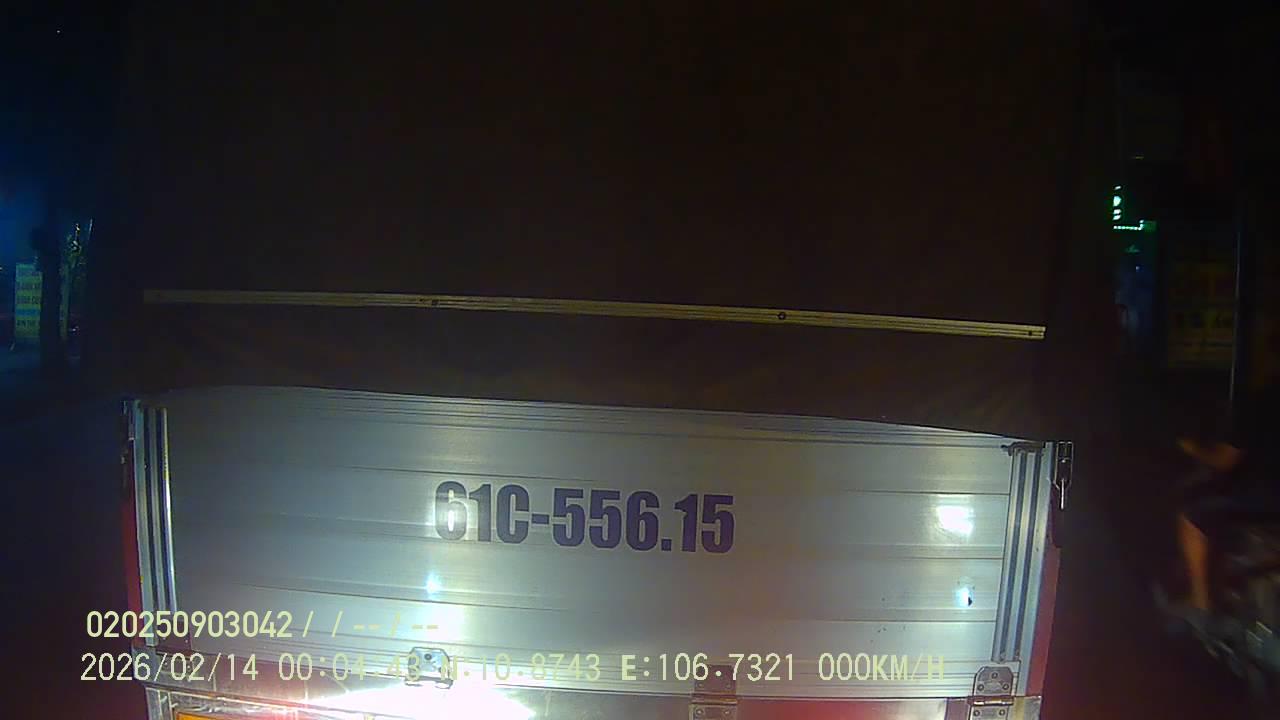 61C-556.15
020250903042 / / -- / --
2026/02/14 00:04:43 N:10.8743 E:106.7321 000KM/H